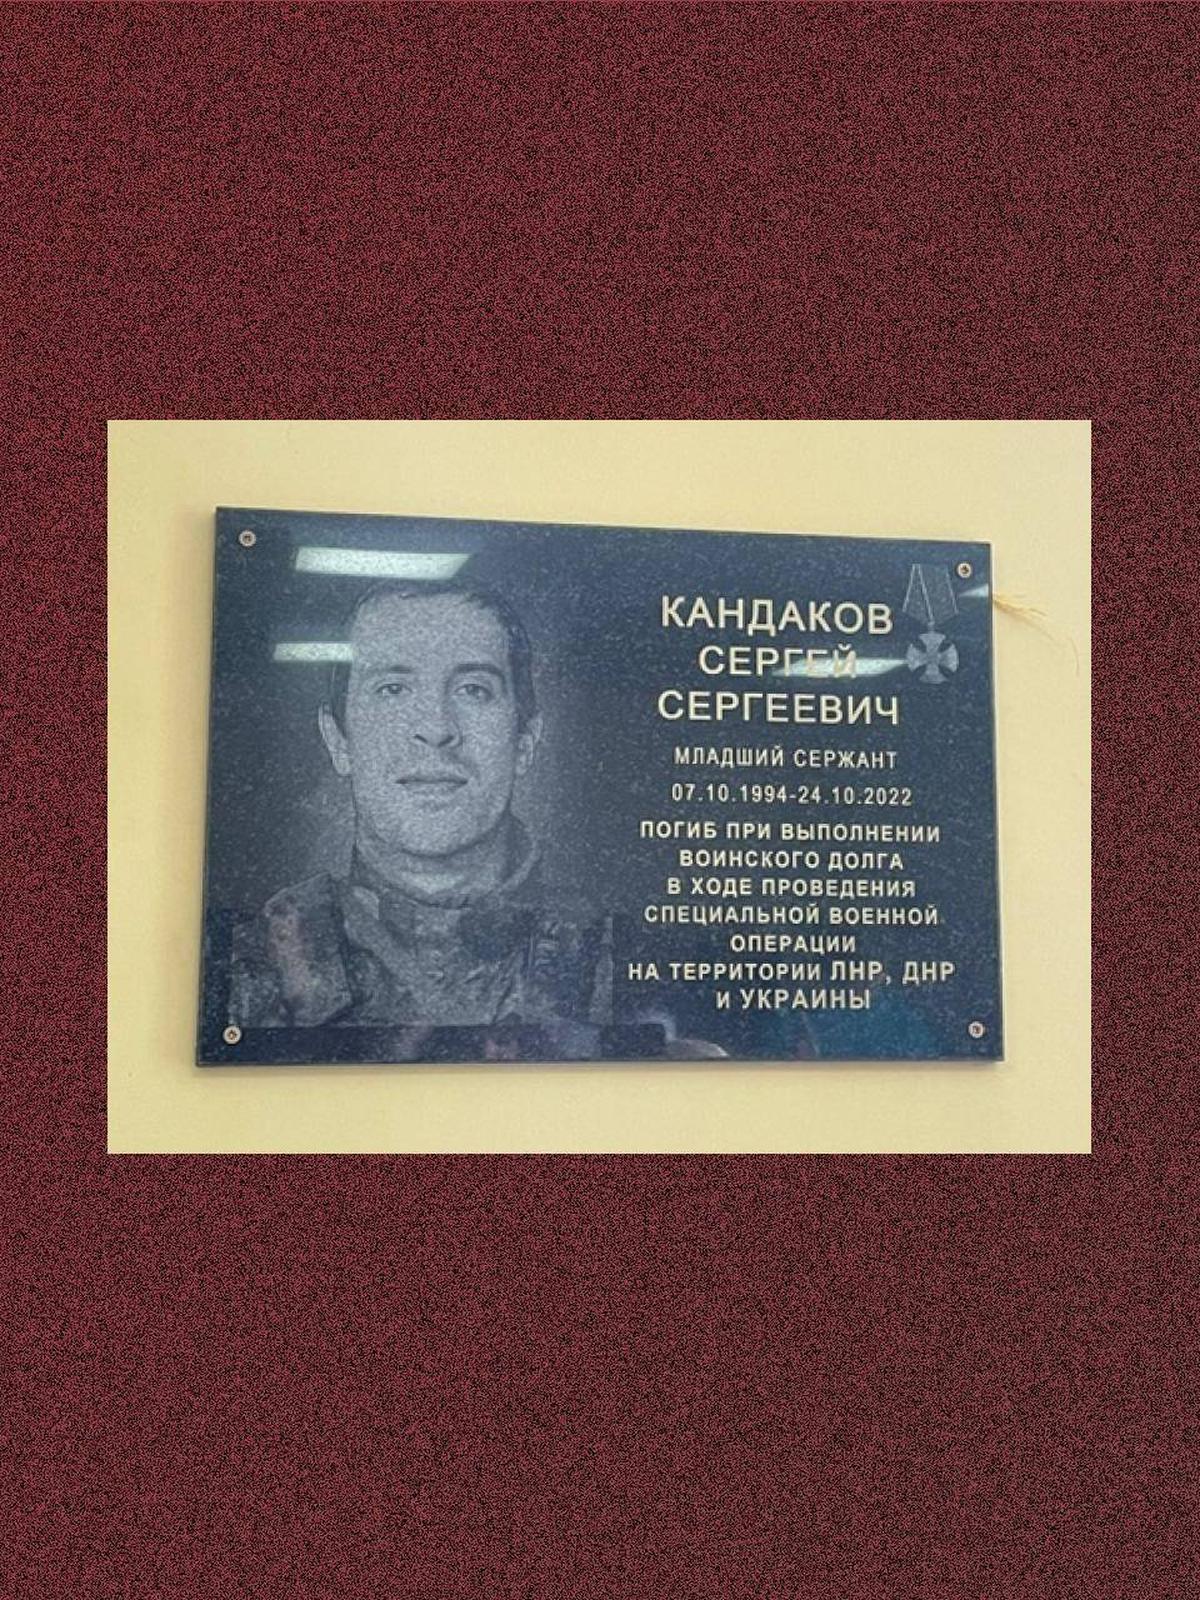 КАНДАКОВ
СЕРГЕЙ
СЕРГЕЕВИЧ
МЛАДШИЙ СЕРЖАНТ
07.10.1994-24.10.2022
ПОГИБ ПРИ ВЫПОЛНЕНИИ
ВОИНСКОГО ДОЛГА
В ХОДЕ ПРОВЕДЕНИЯ
СПЕЦИАЛЬНОЙ ВОЕННОЙ
ОПЕРАЦИИ
НА ТЕРРИТОРИИ ЛНР, ДНР
И УКРАИНЫ